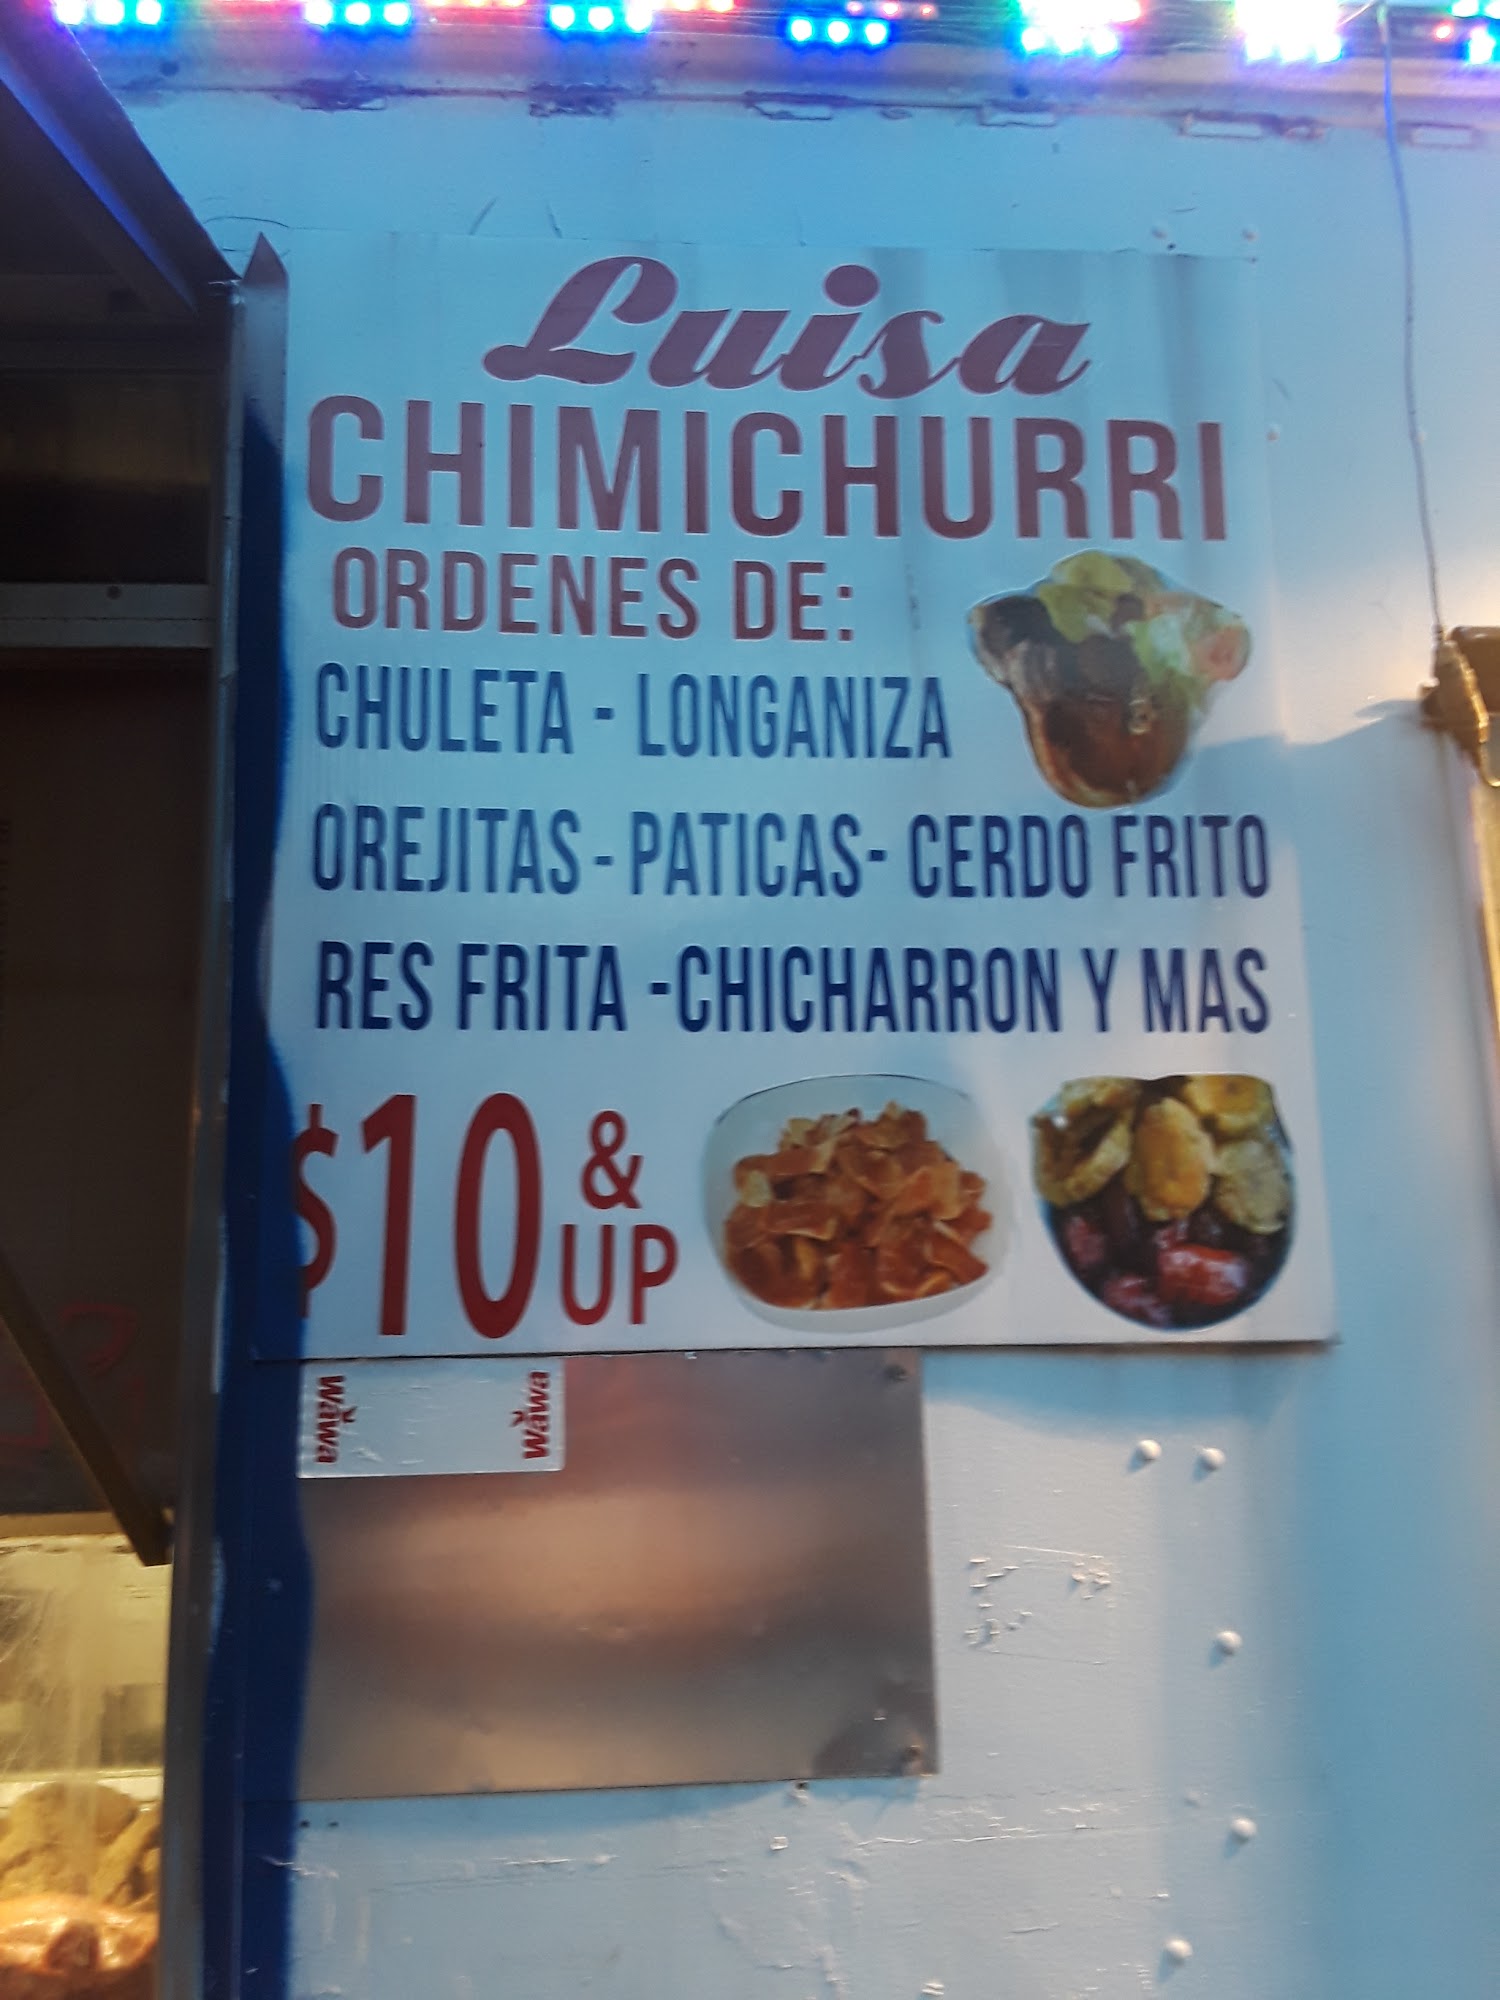 Luisa
CHIMICHURRI
ORDENES DE:
CHULETA - LONGANIZA
OREJITAS - PATICAS- CERDO FRITO
RES FRITA -CHICHARRON Y MAS
$10 & UP
Wawa Wawa